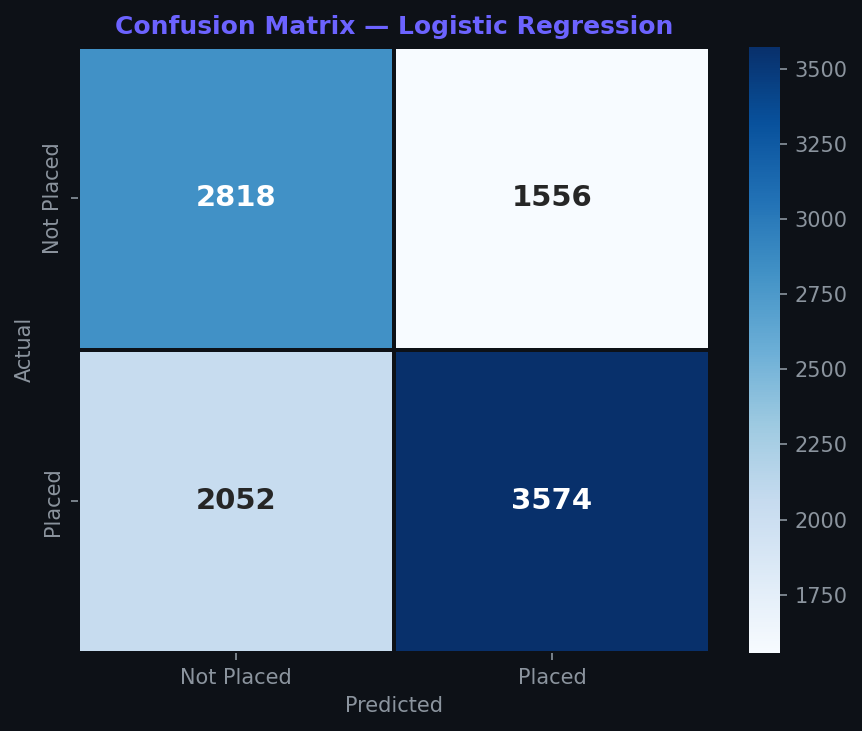 Confusion Matrix — Logistic Regression
3500
3250
3000
2750
2500
2250
2000
1750
Actual
Not Placed
2818
1556
Placed
2052
3574
Not Placed
Placed
Predicted